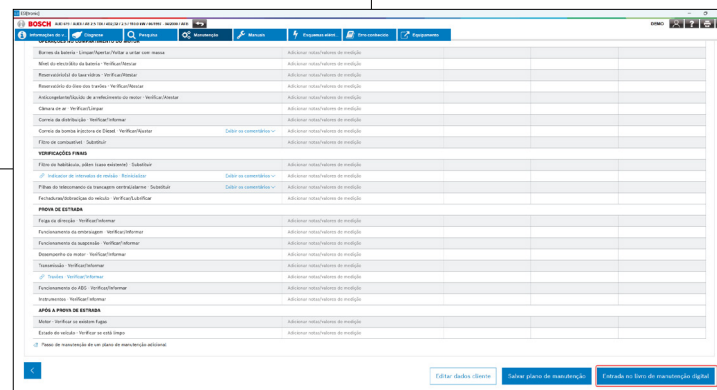 ESI[tronic]
BOSCH DEMO
Informações do v... Diagnose Pesquisa Manutenção Manuais Esquemas elétri... Erro conhecido Equipamento
Bornes da bateria - Limpar/Apertar/Voltar a untar com massa Adicionar notas/valores de medição
Nível do electrólito da bateria - Verificar/Atestar Adicionar notas/valores de medição
Reservatório(s) do lava vidros - Verificar/Atestar Adicionar notas/valores de medição
Reservatório do óleo dos travões - Verificar/Atestar Adicionar notas/valores de medição
Anticongelante/líquido de arrefecimento do motor - Verificar/Atestar Adicionar notas/valores de medição
Câmara de ar - Verificar/Limpar Adicionar notas/valores de medição
Correia da distribuição - Verificar/Informar Adicionar notas/valores de medição
Correia da bomba injectora de Diesel - Verificar/Ajustar Exibir os comentários Adicionar notas/valores de medição
Filtro de combustível - Substituir Adicionar notas/valores de medição
VERIFICAÇÕES FINAIS
Filtro do habitáculo, pólen (caso existente) - Substituir Adicionar notas/valores de medição
Indicador de intervalos de revisão - Reinicializar Exibir os comentários Adicionar notas/valores de medição
Pilhas do telecomando da trancagem central/alarme - Substituir Exibir os comentários Adicionar notas/valores de medição
Fechaduras/dobradiças do veículo - Verificar/Lubrificar Adicionar notas/valores de medição
PROVA DE ESTRADA
Folga da direcção - Verificar/Informar Adicionar notas/valores de medição
Funcionamento da embraiagem - Verificar/Informar Adicionar notas/valores de medição
Funcionamento da suspensão - Verificar/Informar Adicionar notas/valores de medição
Desempenho do motor - Verificar/Informar Adicionar notas/valores de medição
Transmissão - Verificar/Informar Adicionar notas/valores de medição
Travões - Verificar/Informar Adicionar notas/valores de medição
Funcionamento do ABS - Verificar/Informar Adicionar notas/valores de medição
Instrumentos - Verificar/Informar Adicionar notas/valores de medição
APÓS A PROVA DE ESTRADA
Motor - Verificar se existem fugas Adicionar notas/valores de medição
Estado do veículo - Verificar se está limpo Adicionar notas/valores de medição
Passo de manutenção de um plano de manutenção adicional
Editar dados cliente Salvar plano de manutenção Entrada no livro de manutenção digital